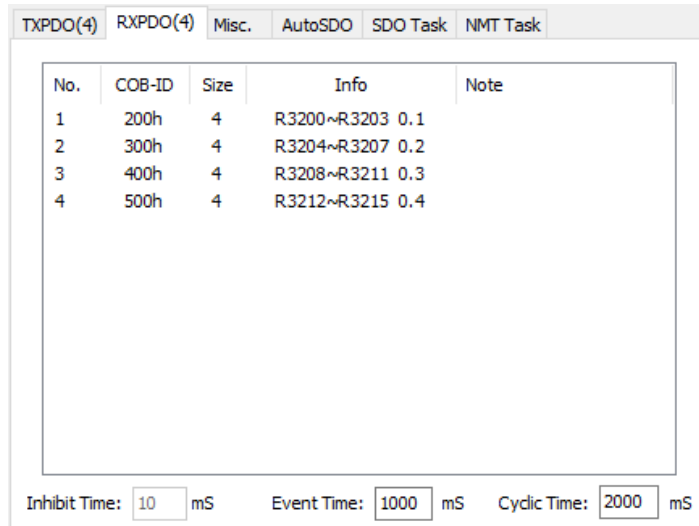 TXPDO(4) RXPDO(4) Misc. AutoSDO SDO Task NMT Task
No. COB-ID Size Info Note
1 200h 4 R3200~R3203 0.1
2 300h 4 R3204~R3207 0.2
3 400h 4 R3208~R3211 0.3
4 500h 4 R3212~R3215 0.4
Inhibit Time: 10 mS Event Time: 1000 mS Cyclic Time: 2000 mS